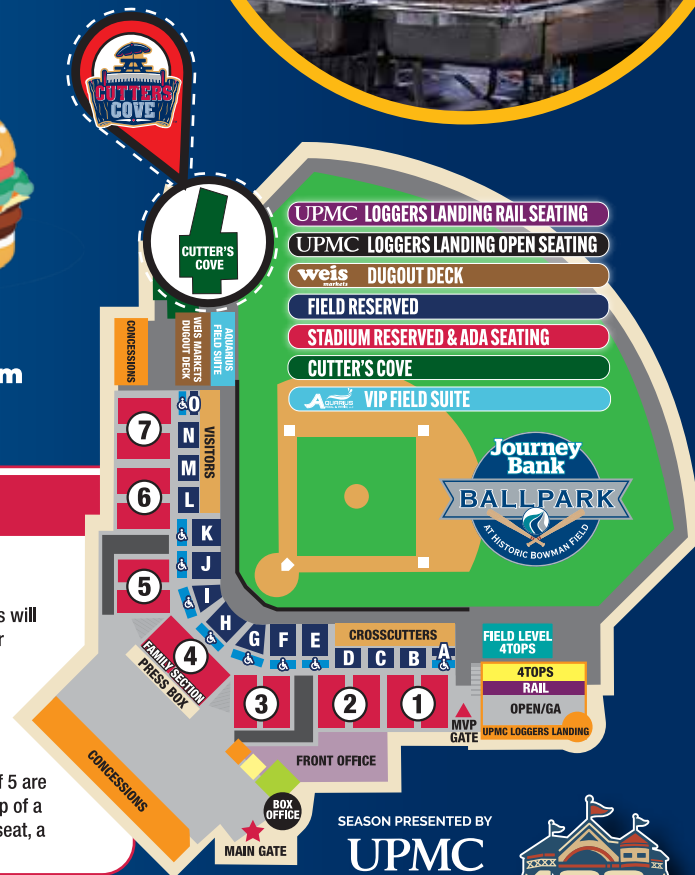 CUTTERS
COVE
CUTTER'S
COVE
UPMC LOGGERS LANDING RAIL SEATING
UPMC LOGGERS LANDING OPEN SEATING
weis markets DUGOUT DECK
FIELD RESERVED
STADIUM RESERVED & ADA SEATING
CUTTER'S COVE
AQUARIUS VIP FIELD SUITE
CONCESSIONS
WEIS MARKETS
DUGOUT DECK
AQUARIUS
FIELD SUITE
m
7
6
5
4
FAMILY SECTION
PRESS BOX
3
2
1
O
N
M
L
K
J
I
H
G
F
E
D
C
B
A
VISITORS
CROSSCUTTERS
Journey
Bank
BALLPARK
AT HISTORIC BOWMAN FIELD
FIELD LEVEL
4TOPS
4TOPS
RAIL
OPEN/GA
UPMC LOGGERS LANDING
MVP
GATE
FRONT OFFICE
CONCESSIONS
BOX
OFFICE
MAIN GATE
s will
r
f 5 are
p of a
seat, a
SEASON PRESENTED BY
UPMC